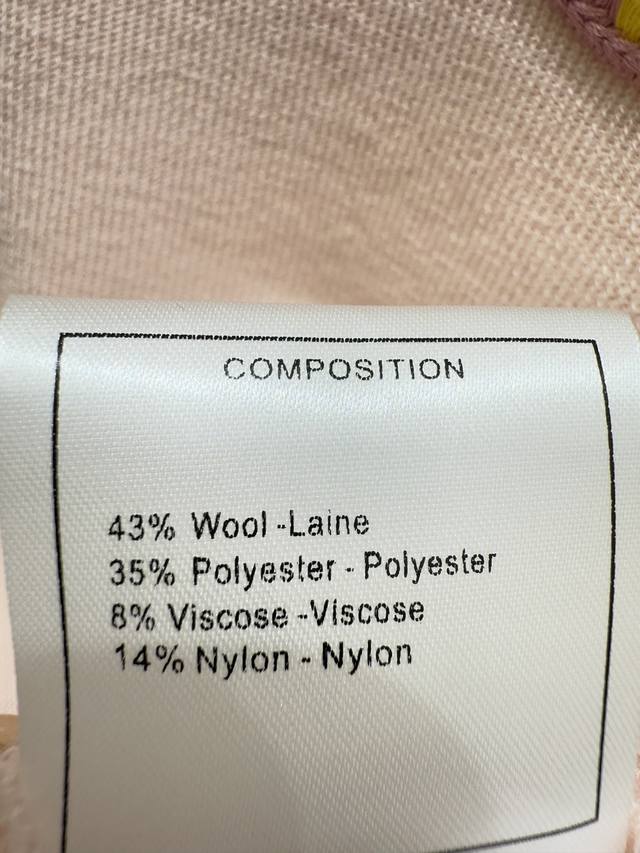 COMPOSITION
43% Wool -Laine
35% Polyester - Polyester
8% Viscose -Viscose
14% Nylon - Nylon